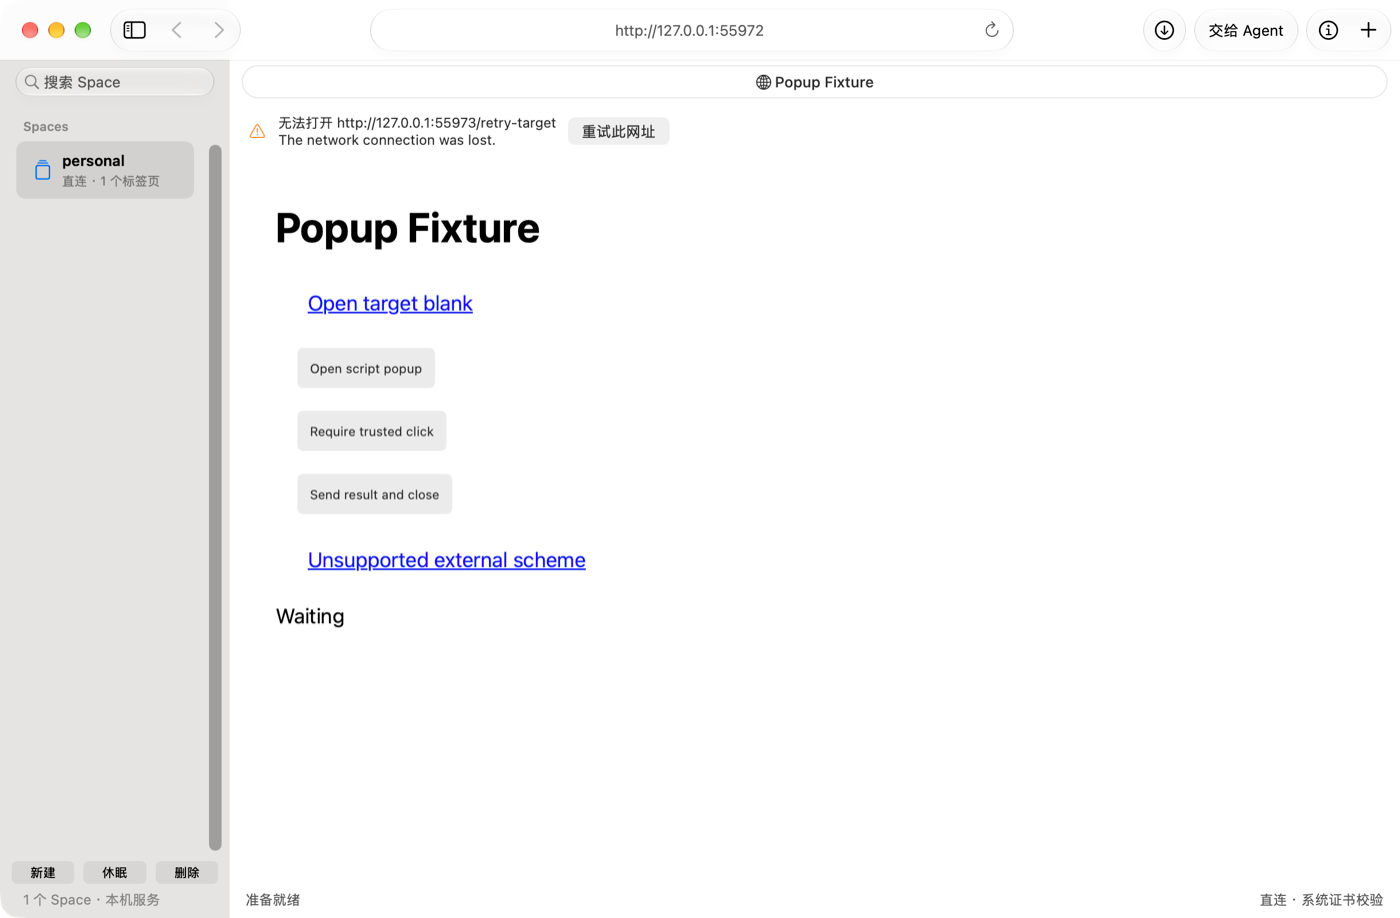 http://127.0.0.1:55972
交给 Agent
搜索 Space
Popup Fixture
Spaces
personal
直连 · 1 个标签页
无法打开 http://127.0.0.1:55973/retry-target
The network connection was lost.
重试此网址
Popup Fixture
Open target blank
Open script popup
Require trusted click
Send result and close
Unsupported external scheme
Waiting
新建
休眠
删除
1 个 Space · 本机服务
准备就绪
直连 · 系统证书校验